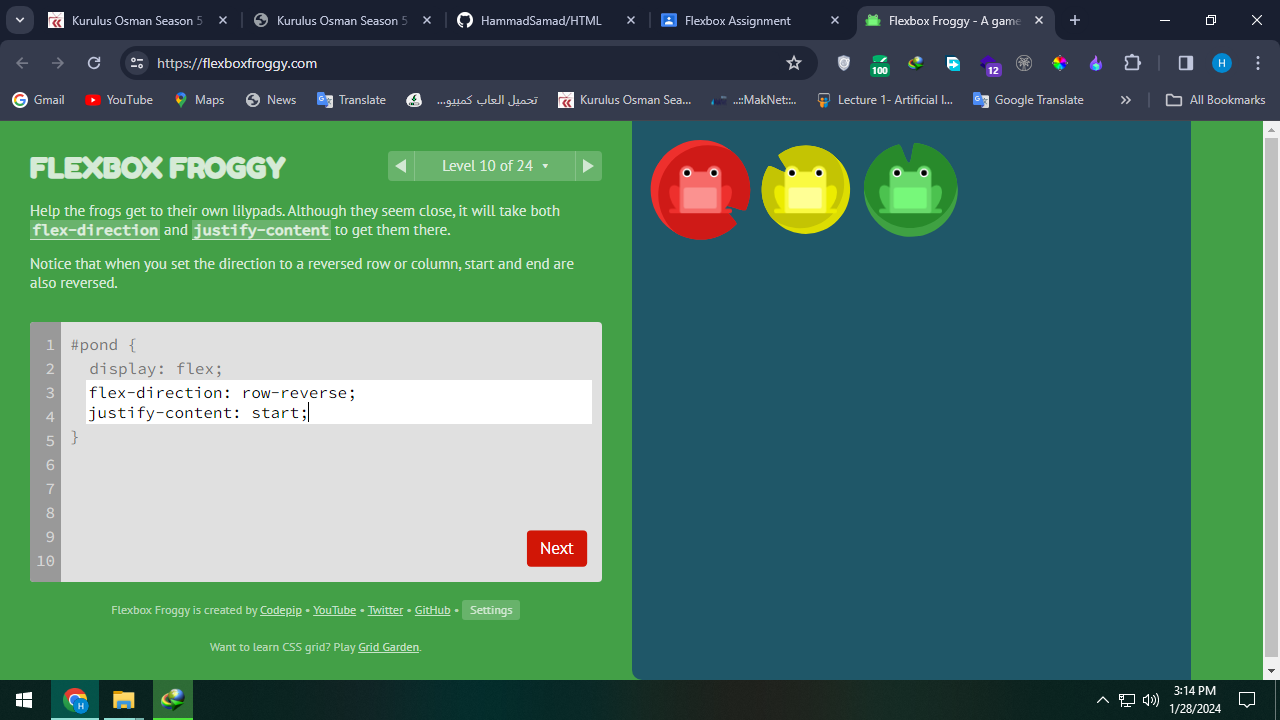 Kurulus Osman Season 5
Kurulus Osman Season 5
HammadSamad/HTML
Flexbox Assignment
Flexbox Froggy - A game
https://flexboxfroggy.com
100
12
H
Gmail
YouTube
Maps
News
Translate
تحميل العاب كمبيو...
Kurulus Osman Sea...
..::MakNet::..
Lecture 1- Artificial I...
Google Translate
All Bookmarks
FLEXBOX FROGGY
Level 10 of 24
Help the frogs get to their own lilypads. Although they seem close, it will take both
flex-direction and justify-content to get them there.
Notice that when you set the direction to a reversed row or column, start and end are
also reversed.
1 #pond {
2 display: flex;
3 flex-direction: row-reverse;
4 justify-content: start;
5 }
6
7
8
9
10
Next
Flexbox Froggy is created by Codepip • YouTube • Twitter • GitHub • Settings
Want to learn CSS grid? Play Grid Garden.
H
3:14 PM
1/28/2024